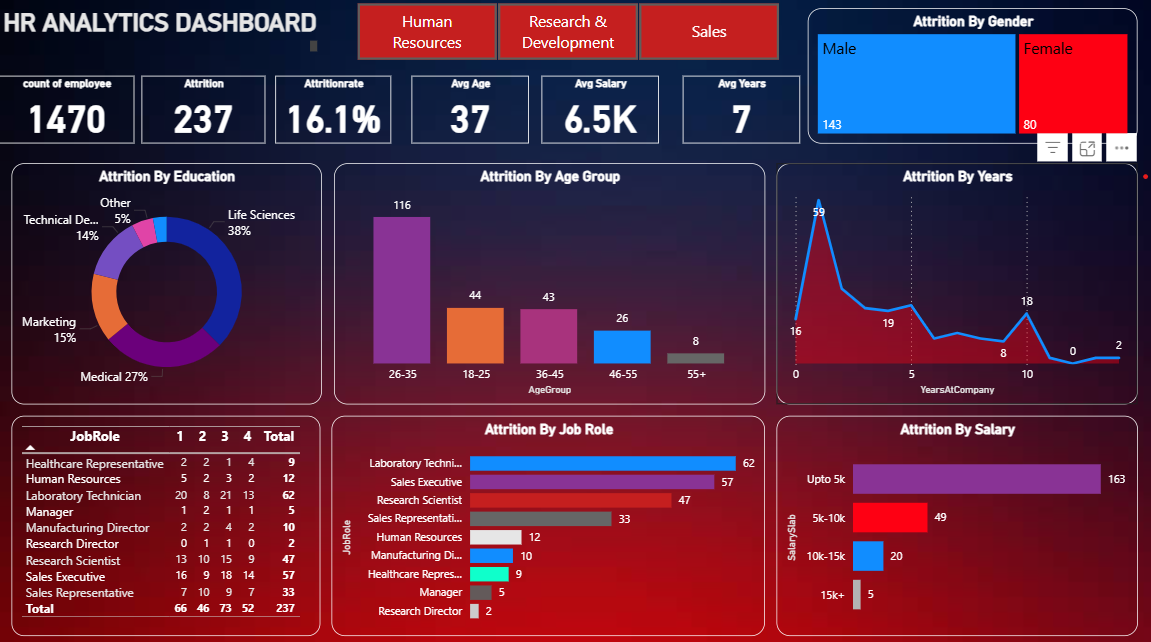 HR ANALYTICS DASHBOARD
Human
Resources
Research &
Development
Sales
count of employee
1470
Attrition
237
Attritionrate
16.1%
Avg Age
37
Avg Salary
6.5K
Avg Years
7
Attrition By Gender
Male
143
Female
80
Attrition By Education
Other
5%
Technical De...
14%
Marketing
15%
Medical 27%
Life Sciences
38%
Attrition By Age Group
116
44
43
26
8
26-35
18-25
36-45
46-55
55+
AgeGroup
Attrition By Years
59
16
19
8
18
0
2
0
5
10
YearsAtCompany
JobRole 1 2 3 4 Total
Healthcare Representative 2 2 1 4 9
Human Resources 5 2 3 2 12
Laboratory Technician 20 8 21 13 62
Manager 1 2 1 1 5
Manufacturing Director 2 2 4 2 10
Research Director 0 1 1 0 2
Research Scientist 13 10 15 9 47
Sales Executive 16 9 18 14 57
Sales Representative 7 10 9 7 33
Total 66 46 73 52 237
Attrition By Job Role
JobRole
Laboratory Techni... 62
Sales Executive 57
Research Scientist 47
Sales Representati... 33
Human Resources 12
Manufacturing Di... 10
Healthcare Repres... 9
Manager 5
Research Director 2
Attrition By Salary
SalarySlab
Upto 5k 163
5k-10k 49
10k-15k 20
15k+ 5